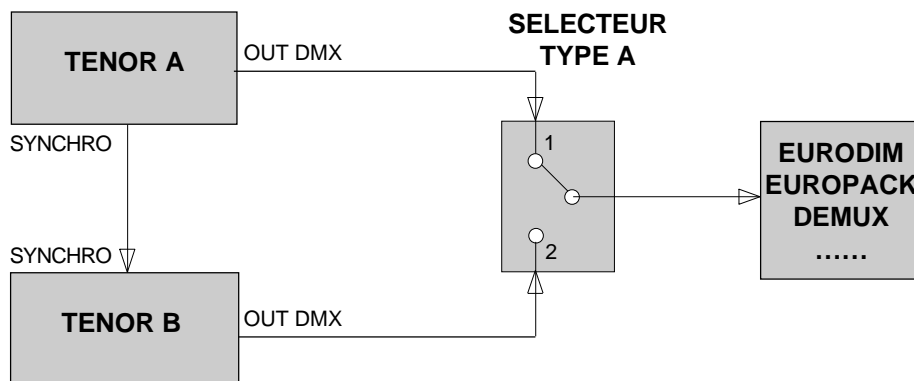 SELECTEUR
TYPE A
TENOR A
OUT DMX
SYNCHRO
1
EURODIM
EUROPACK
DEMUX
......
2
SYNCHRO
TENOR B
OUT DMX